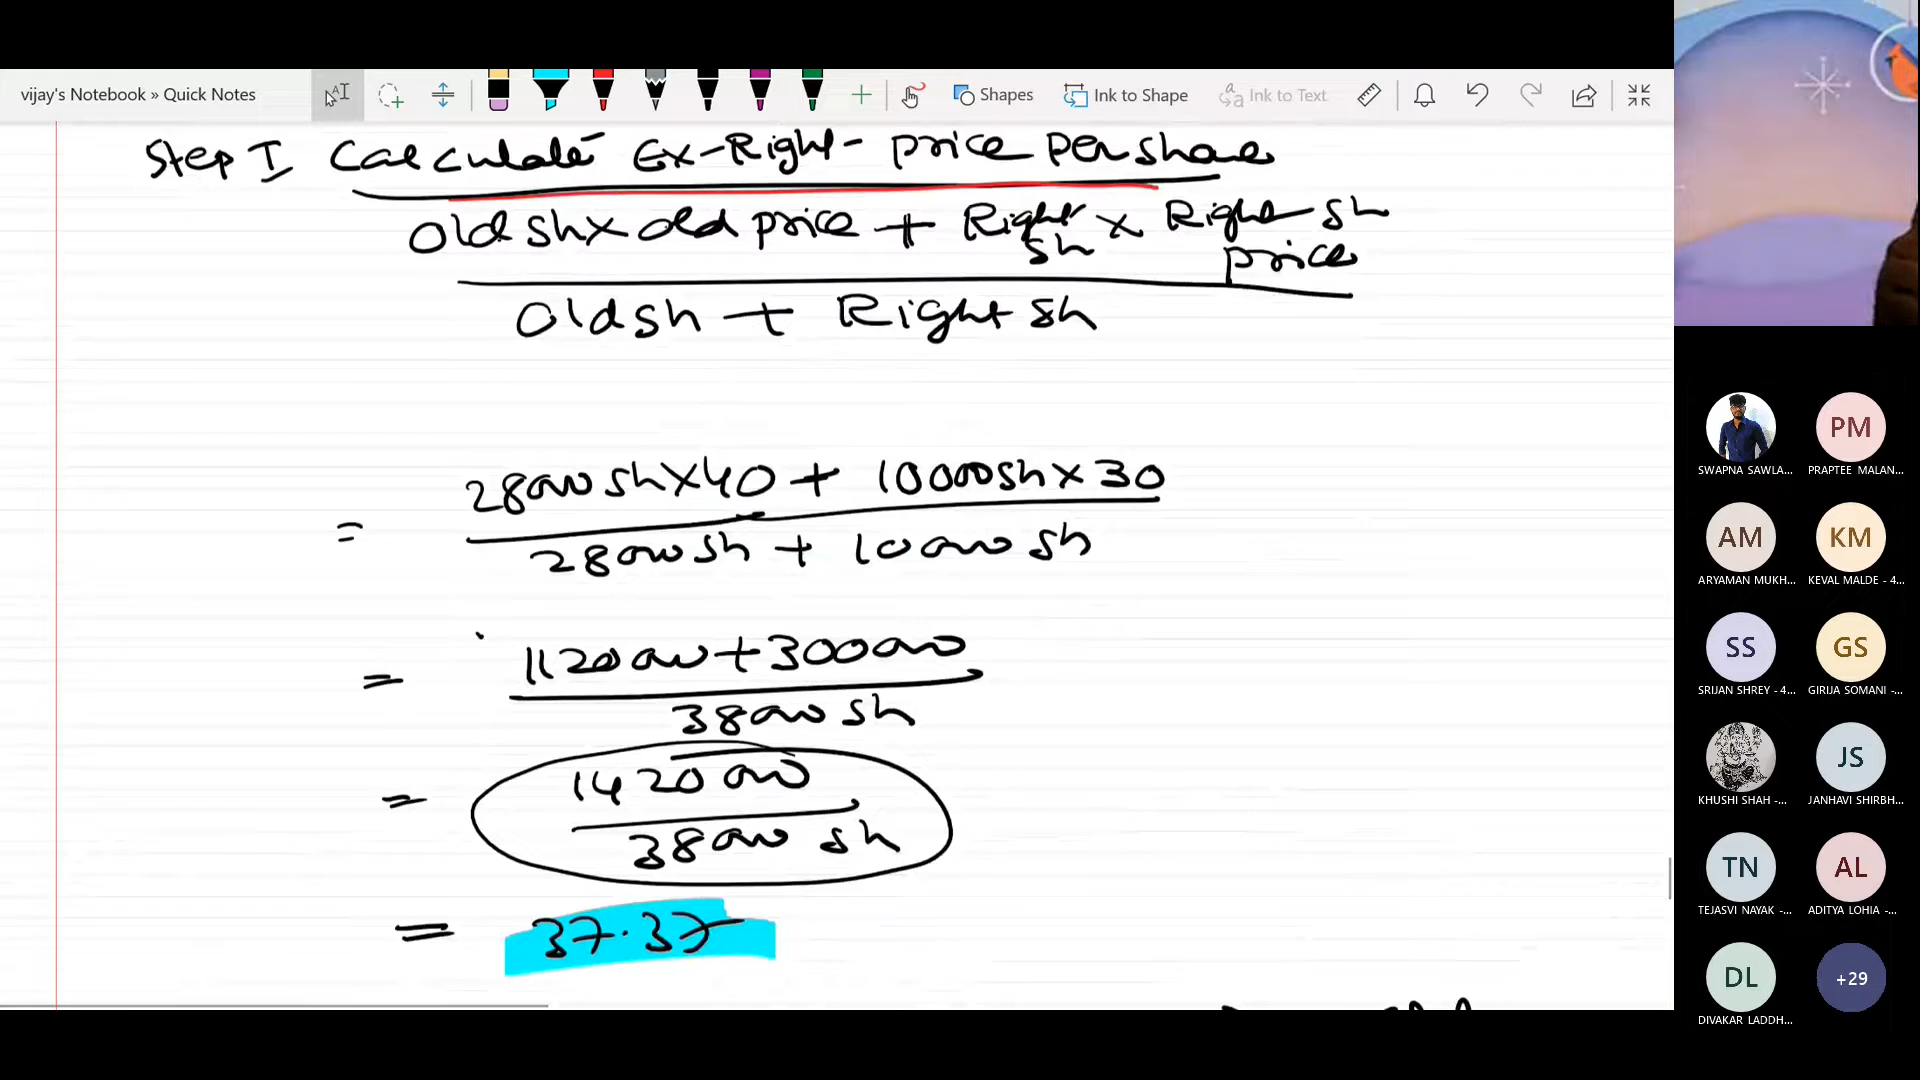 vijay's Notebook » Quick Notes
Shapes
Ink to Shape
Ink to Text
Step I Calculate Ex-Right-price per share
old sh x old price + Right sh x Right sh price
old sh + Right sh
= 28000 sh x 40 + 10000 sh x 30
28000 sh + 10000 sh
= 1120000 + 300000
38000 sh
= 1420000
38000 sh
= 37.37
SWAPNA SAWLA...
PM
PRAPTEE MALAN...
AM
ARYAMAN MUKH...
KM
KEVAL MALDE - 4...
SS
SRIJAN SHREY - 4...
GS
GIRIJA SOMANI -...
KHUSHI SHAH -...
JS
JANHAVI SHIRBH...
TN
TEJASVI NAYAK -...
AL
ADITYA LOHIA -...
DL
DIVAKAR LADDH...
+29